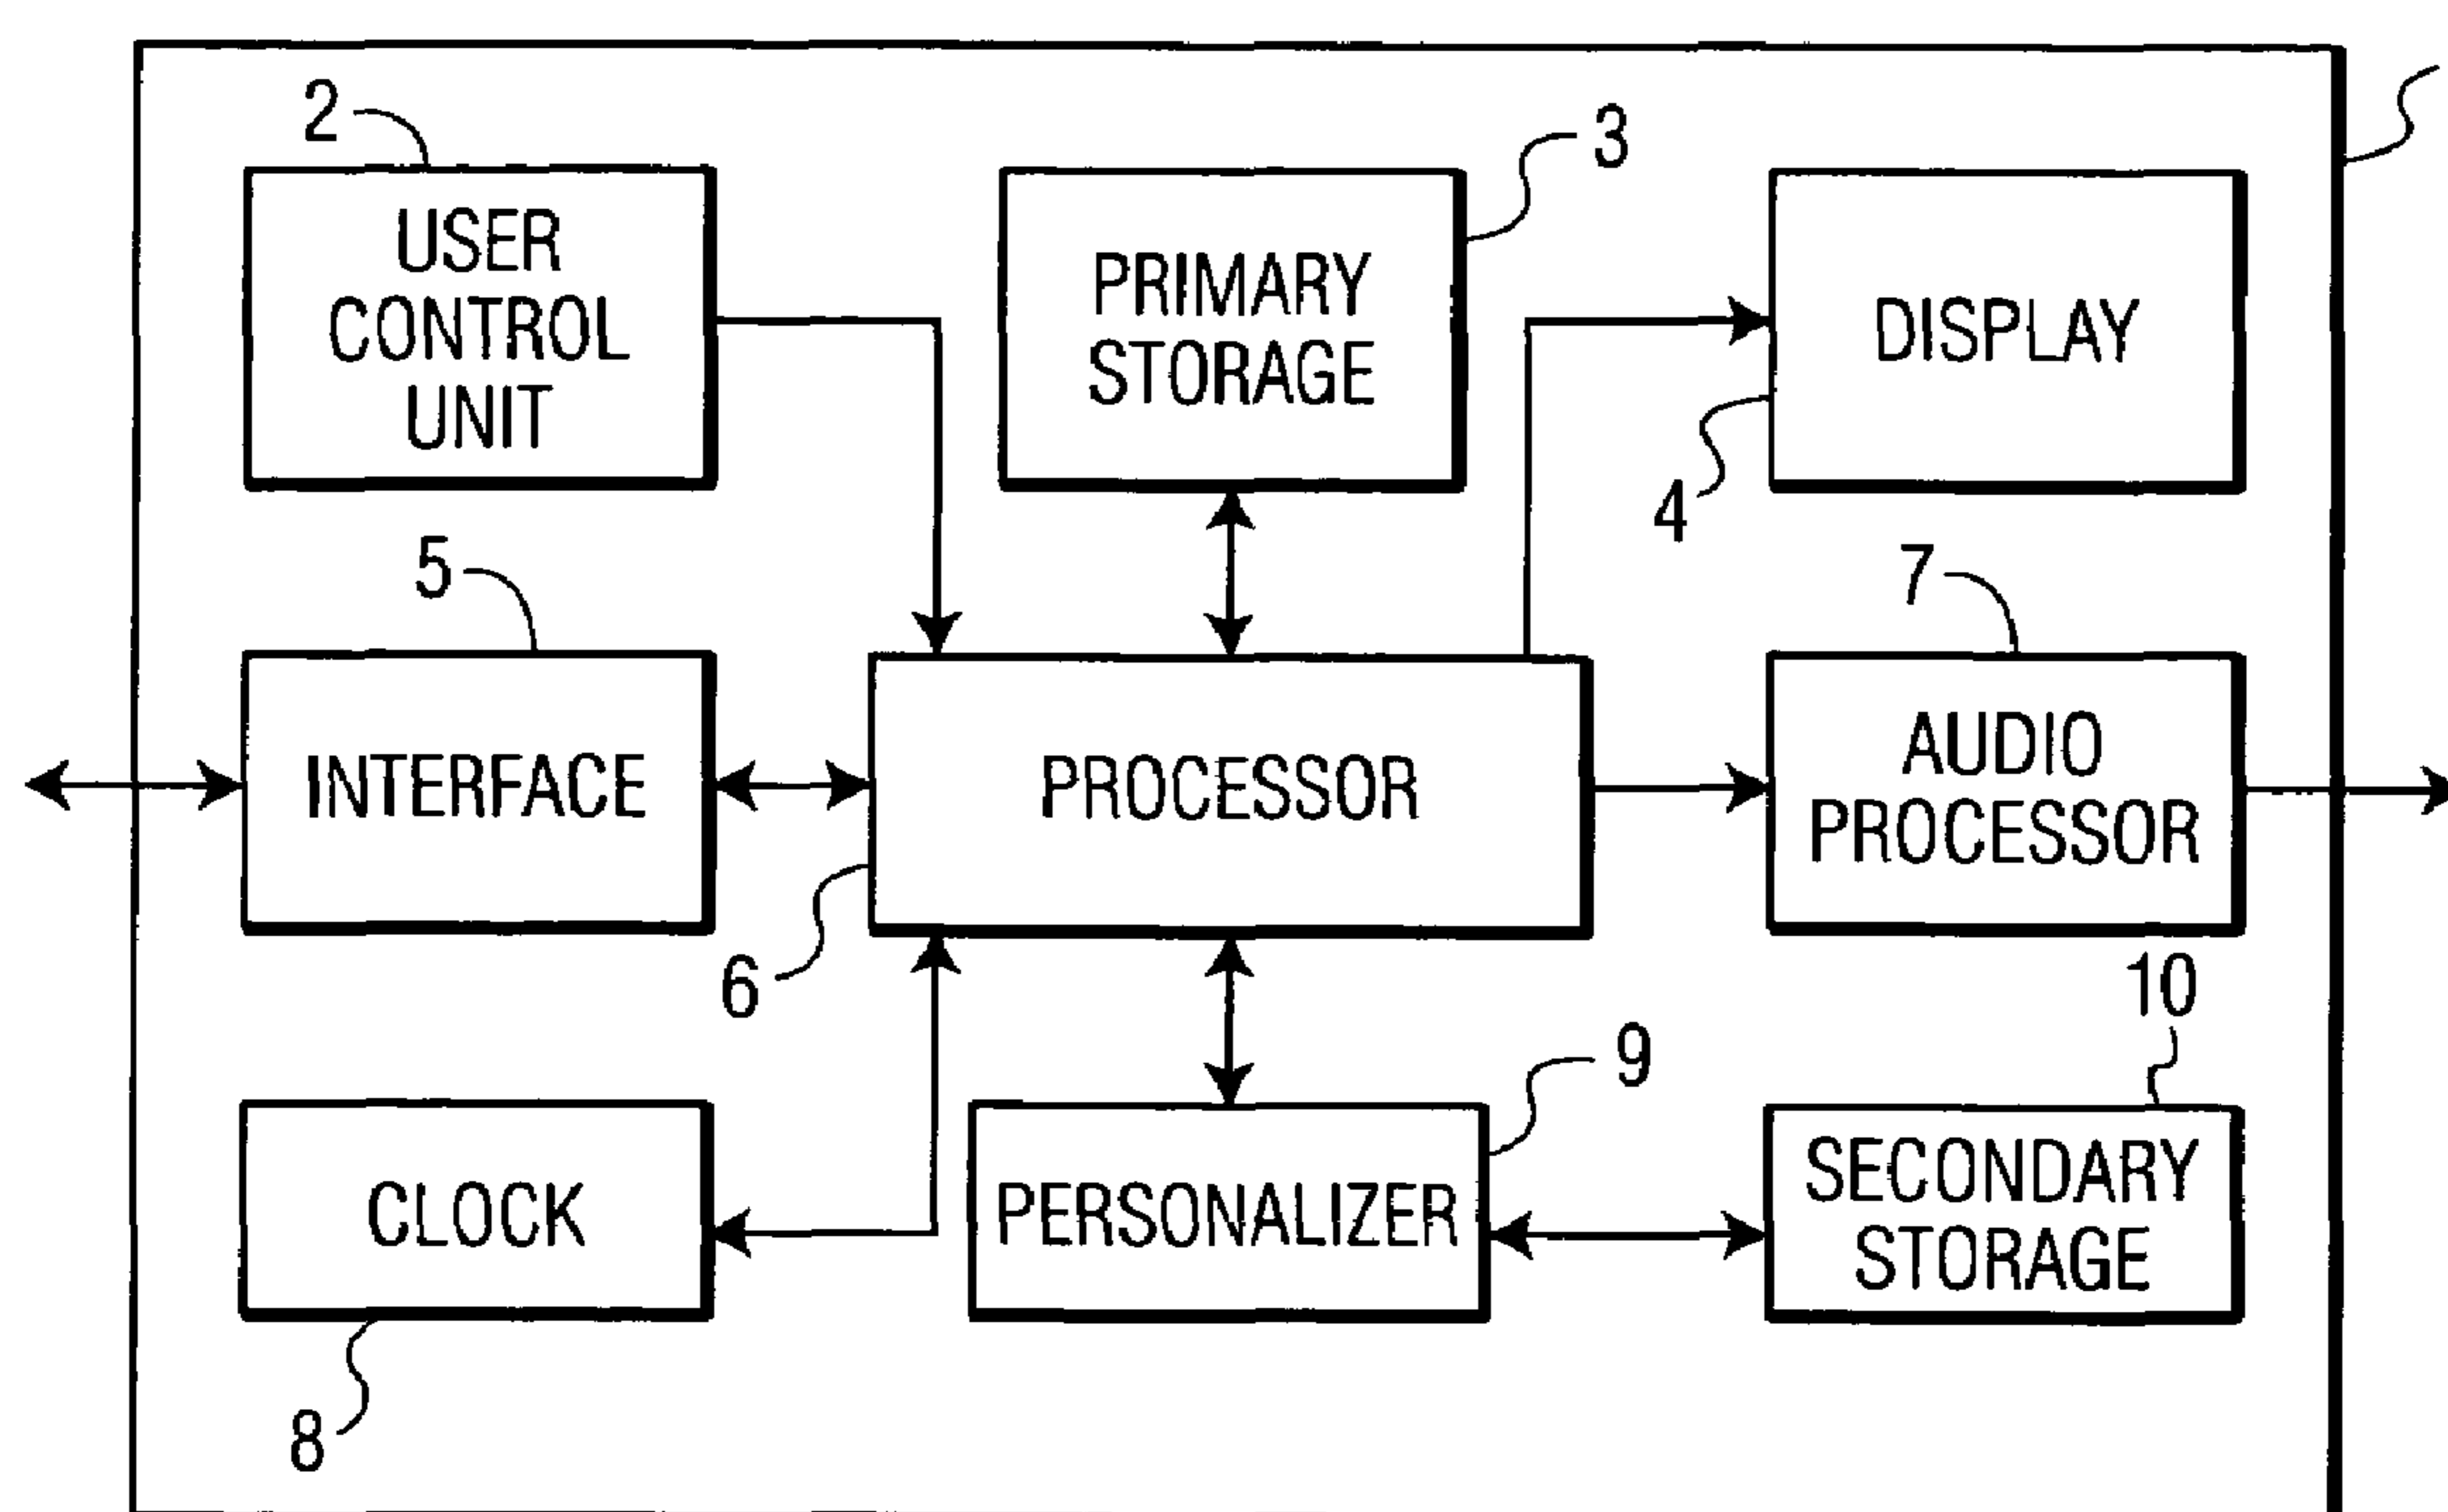 2
USER
CONTROL
UNIT
3
PRIMARY
STORAGE
DISPLAY
4
5
INTERFACE
PROCESSOR
6
7
AUDIO
PROCESSOR
CLOCK
8
9
PERSONALIZER
10
SECONDARY
STORAGE